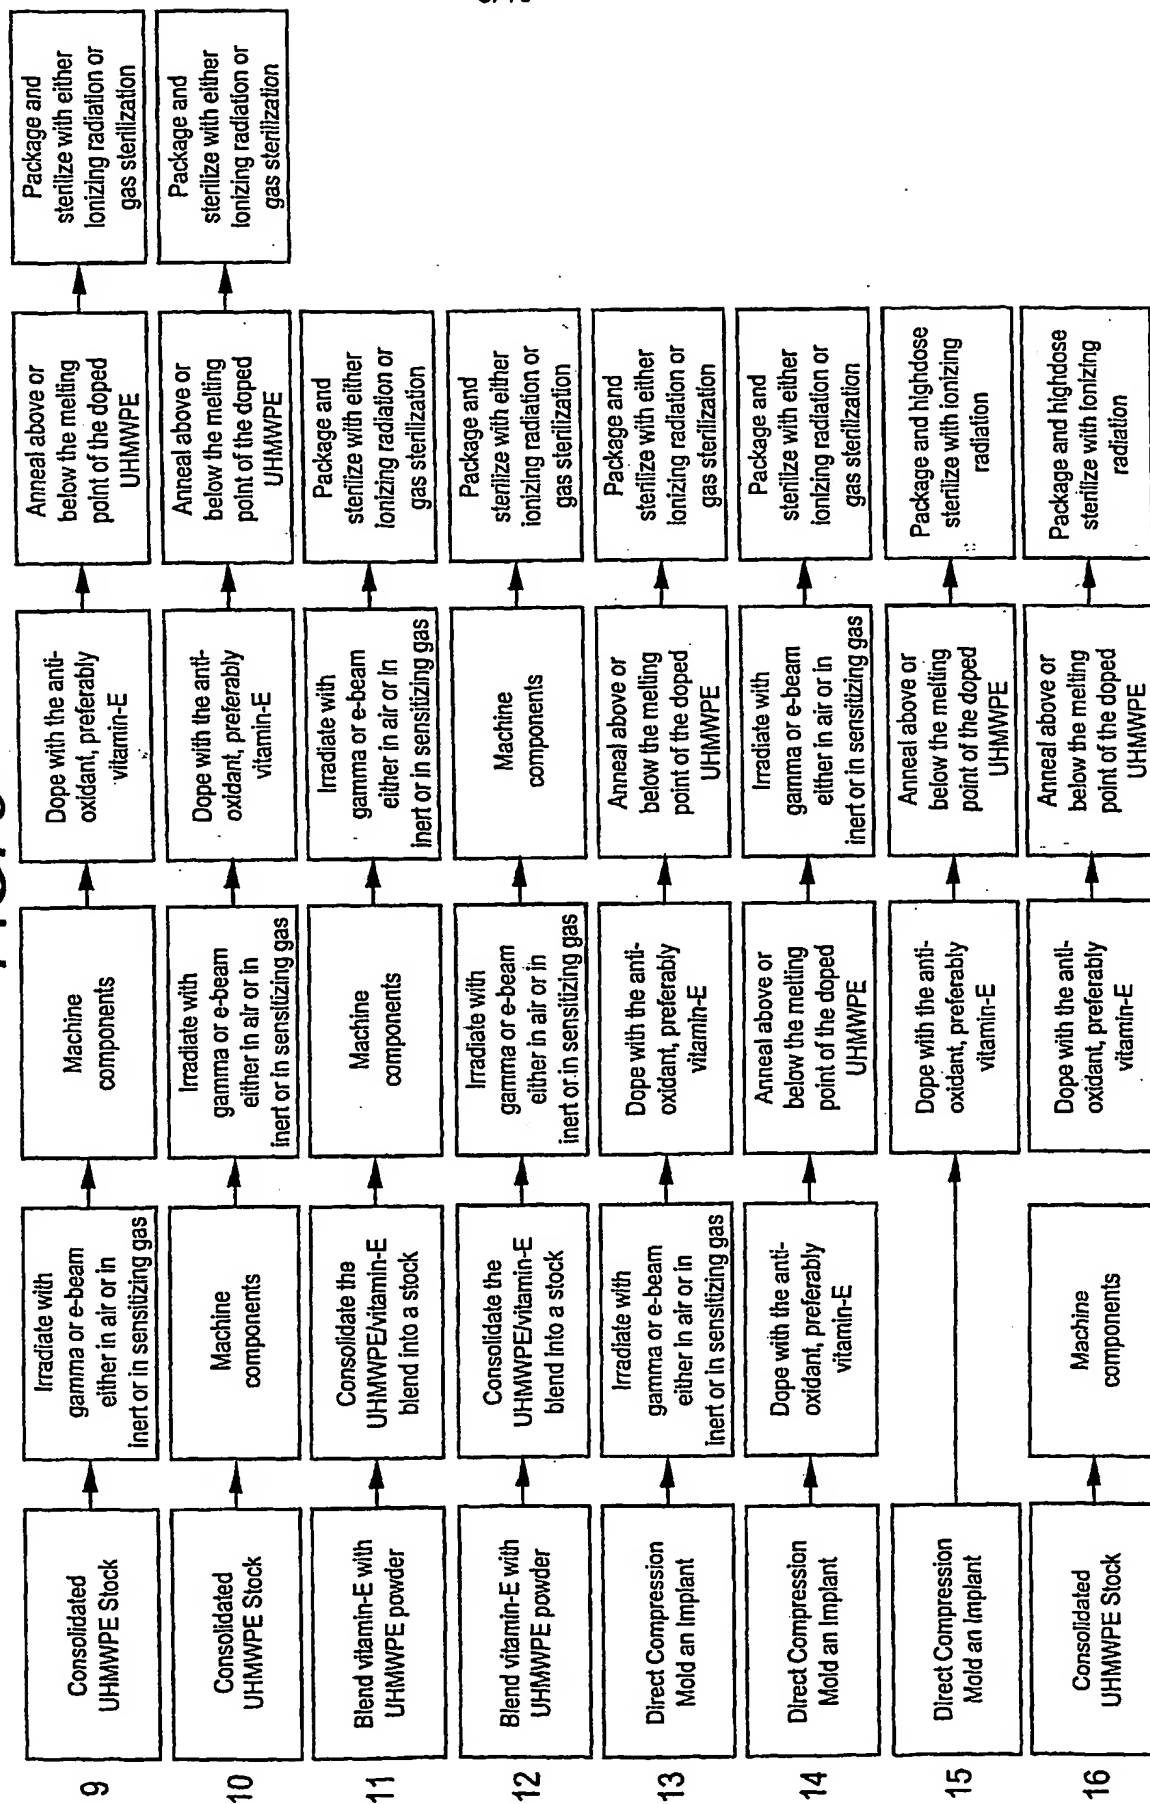 9
Consolidated
UHMWPE Stock
Irradiate with
gamma or e-beam
either in air or in
inert or in sensitizing gas
Machine
components
Dope with the anti-
oxidant, preferably
vitamin-E
Anneal above or
below the melting
point of the doped
UHMWPE
Package and
sterilize with either
ionizing radiation or
gas sterilization
10
Consolidated
UHMWPE Stock
Machine
components
Irradiate with
gamma or e-beam
either in air or in
inert or in sensitizing gas
Dope with the anti-
oxidant, preferably
vitamin-E
Anneal above or
below the melting
point of the doped
UHMWPE
Package and
sterilize with either
ionizing radiation or
gas sterilization
11
Blend vitamin-E with
UHMWPE powder
Consolidate the
UHMWPE/vitamin-E
blend into a stock
Machine
components
Irradiate with
gamma or e-beam
either in air or in
inert or in sensitizing gas
Package and
sterilize with either
ionizing radiation or
gas sterilization
12
Blend vitamin-E with
UHMWPE powder
Consolidate the
UHMWPE/vitamin-E
blend into a stock
Irradiate with
gamma or e-beam
either in air or in
inert or in sensitizing gas
Machine
components
Package and
sterilize with either
ionizing radiation or
gas sterilization
13
Direct Compression
Mold an Implant
Irradiate with
gamma or e-beam
either in air or in
inert or in sensitizing gas
Dope with the anti-
oxidant, preferably
vitamin-E
Anneal above or
below the melting
point of the doped
UHMWPE
Package and
sterilize with either
ionizing radiation or
gas sterilization
14
Direct Compression
Mold an Implant
Dope with the anti-
oxidant, preferably
vitamin-E
Anneal above or
below the melting
point of the doped
UHMWPE
Irradiate with
gamma or e-beam
either in air or in
inert or in sensitizing gas
Package and
sterilize with either
ionizing radiation or
gas sterilization
15
Direct Compression
Mold an Implant
Dope with the anti-
oxidant, preferably
vitamin-E
Anneal above or
below the melting
point of the doped
UHMWPE
Package and highdose
sterilize with ionizing
radiation
16
Consolidated
UHMWPE Stock
Machine
components
Dope with the anti-
oxidant, preferably
vitamin-E
Anneal above or
below the melting
point of the doped
UHMWPE
Package and highdose
sterilize with ionizing
radiation